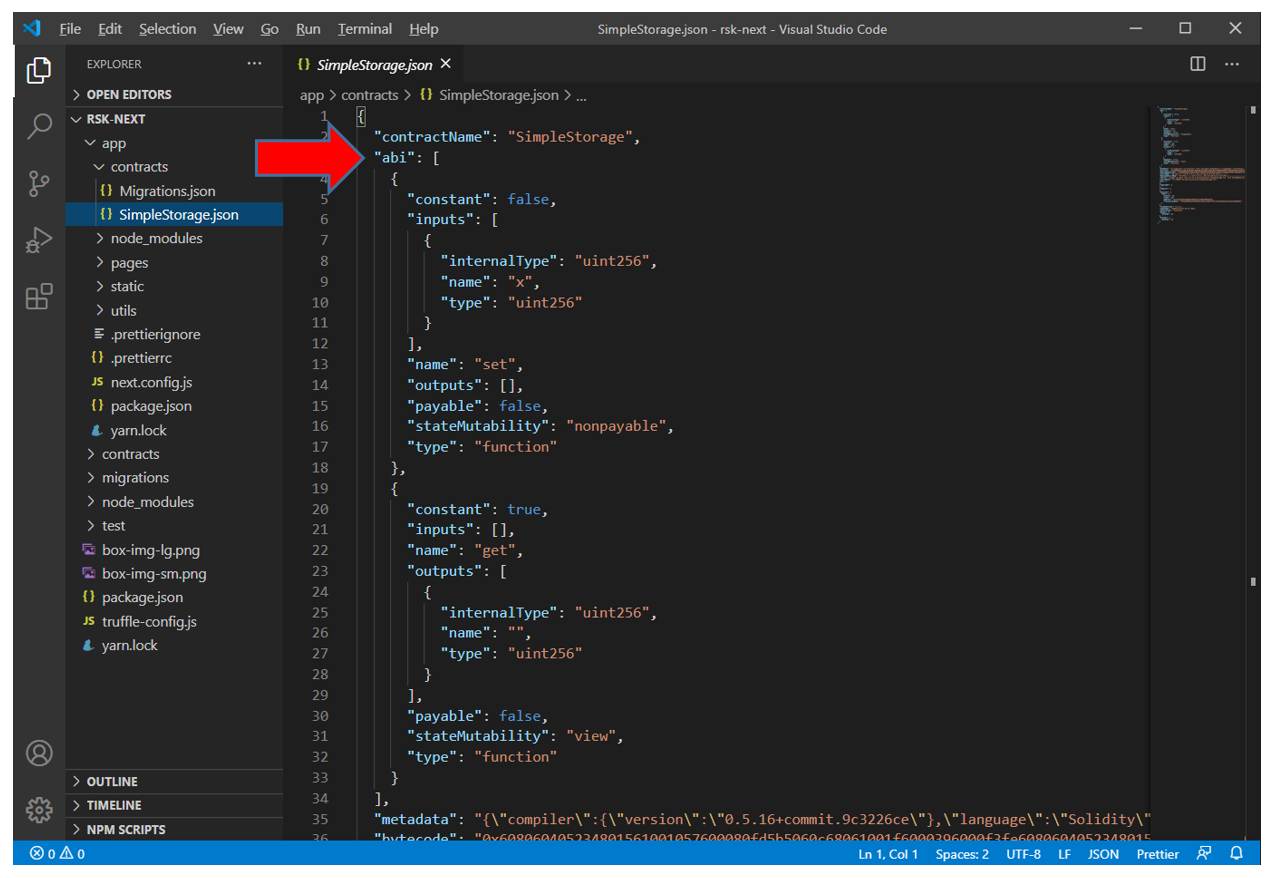 File Edit Selection View Go Run Terminal Help SimpleStorage.json - rsk-next - Visual Studio Code
EXPLORER ···
OPEN EDITORS
RSK-NEXT
app
contracts
{} Migrations.json
{} SimpleStorage.json
node_modules
pages
static
utils
.prettierignore
{} .prettierrc
JS next.config.js
{} package.json
yarn.lock
contracts
migrations
node_modules
test
box-img-lg.png
box-img-sm.png
{} package.json
JS truffle-config.js
yarn.lock
OUTLINE
TIMELINE
NPM SCRIPTS
{} SimpleStorage.json ×
app > contracts > {} SimpleStorage.json > ...
1 {
2 "contractName": "SimpleStorage",
"abi": [
4 {
5 "constant": false,
6 "inputs": [
7 {
8 "internalType": "uint256",
9 "name": "x",
10 "type": "uint256"
11 }
12 ],
13 "name": "set",
14 "outputs": [],
15 "payable": false,
16 "stateMutability": "nonpayable",
17 "type": "function"
18 },
19 {
20 "constant": true,
21 "inputs": [],
22 "name": "get",
23 "outputs": [
24 {
25 "internalType": "uint256",
26 "name": "",
27 "type": "uint256"
28 }
29 ],
30 "payable": false,
31 "stateMutability": "view",
32 "type": "function"
33 }
34 ],
35 "metadata": "{\"compiler\":{\"version\":\"0.5.16+commit.9c3226ce\"},\"language\":\"Solidity\"
36 "bytecode":
0 0
Ln 1, Col 1 Spaces: 2 UTF-8 LF JSON Prettier